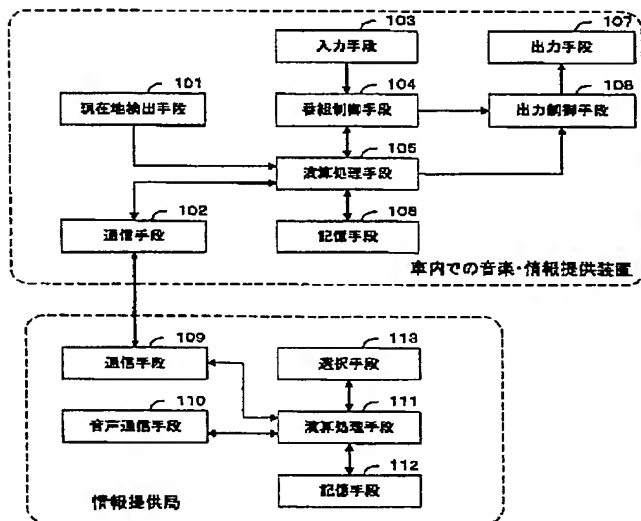 103
入力手段
107
出力手段
101
現在地検出手段
104
番組制御手段
108
出力制御手段
105
演算処理手段
102
通信手段
106
記憶手段
車内での音楽・情報提供装置
109
通信手段
113
選択手段
110
音声通信手段
111
演算処理手段
112
記憶手段
情報提供局